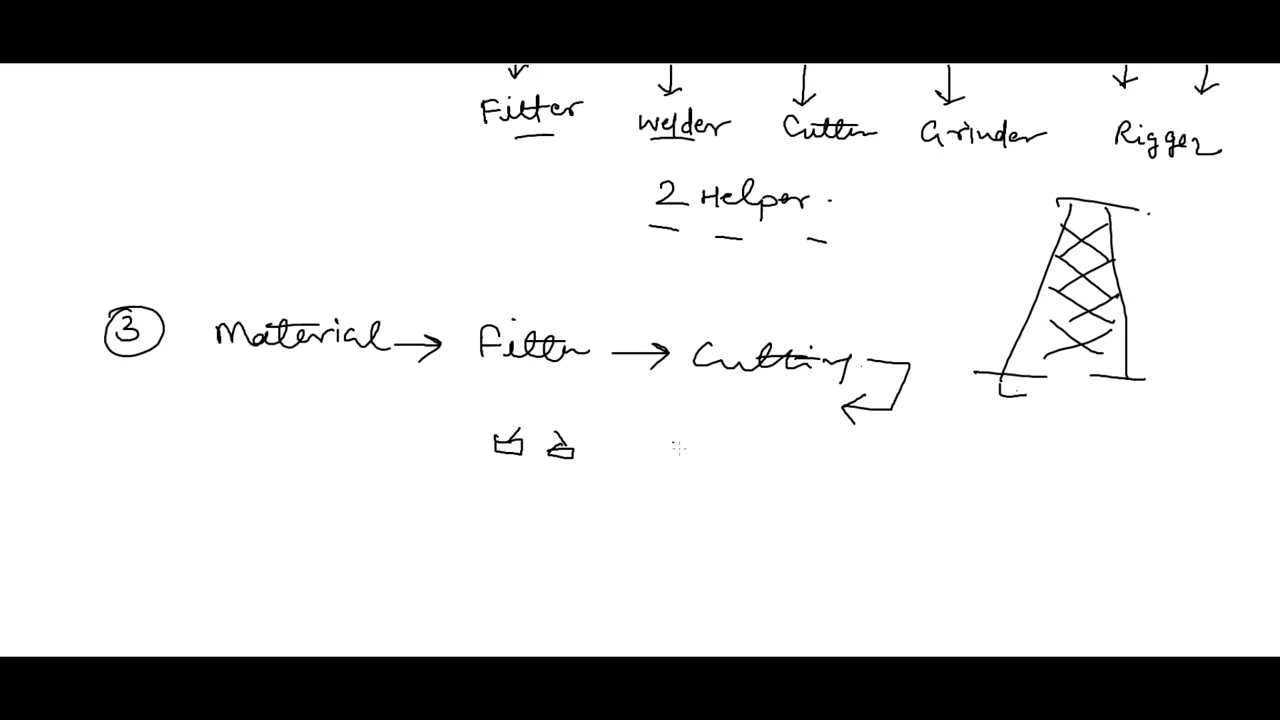 Fitter welder Cutter Grinder Rigger
2 Helper.
3 Material → Fitter → Cutting